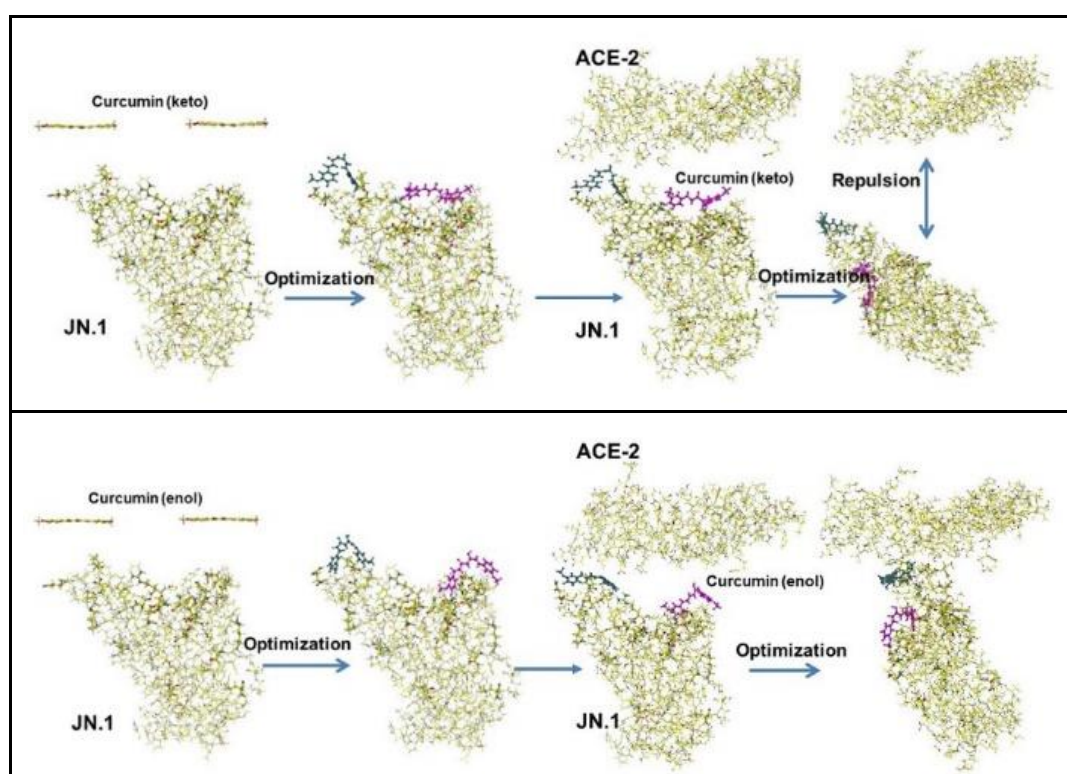 ACE-2
Curcumin (keto)
Curcumin (keto)
Repulsion
Optimization
Optimization
JN.1
JN.1
ACE-2
Curcumin (enol)
Curcumin (enol)
Optimization
Optimization
JN.1
JN.1